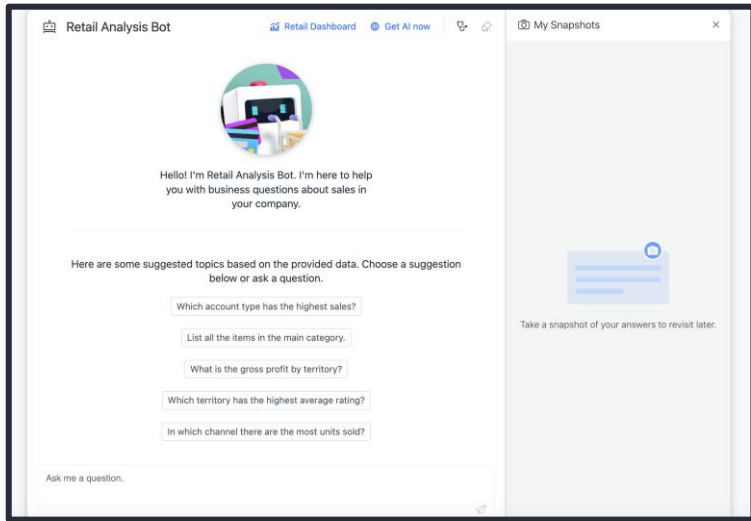 Retail Analysis Bot
Retail Dashboard
Get AI now
My Snapshots
Hello! I'm Retail Analysis Bot. I'm here to help
you with business questions about sales in
your company.
Here are some suggested topics based on the provided data. Choose a suggestion
below or ask a question.
Which account type has the highest sales?
List all the items in the main category.
What is the gross profit by territory?
Which territory has the highest average rating?
In which channel there are the most units sold?
Ask me a question.
Take a snapshot of your answers to revisit later.